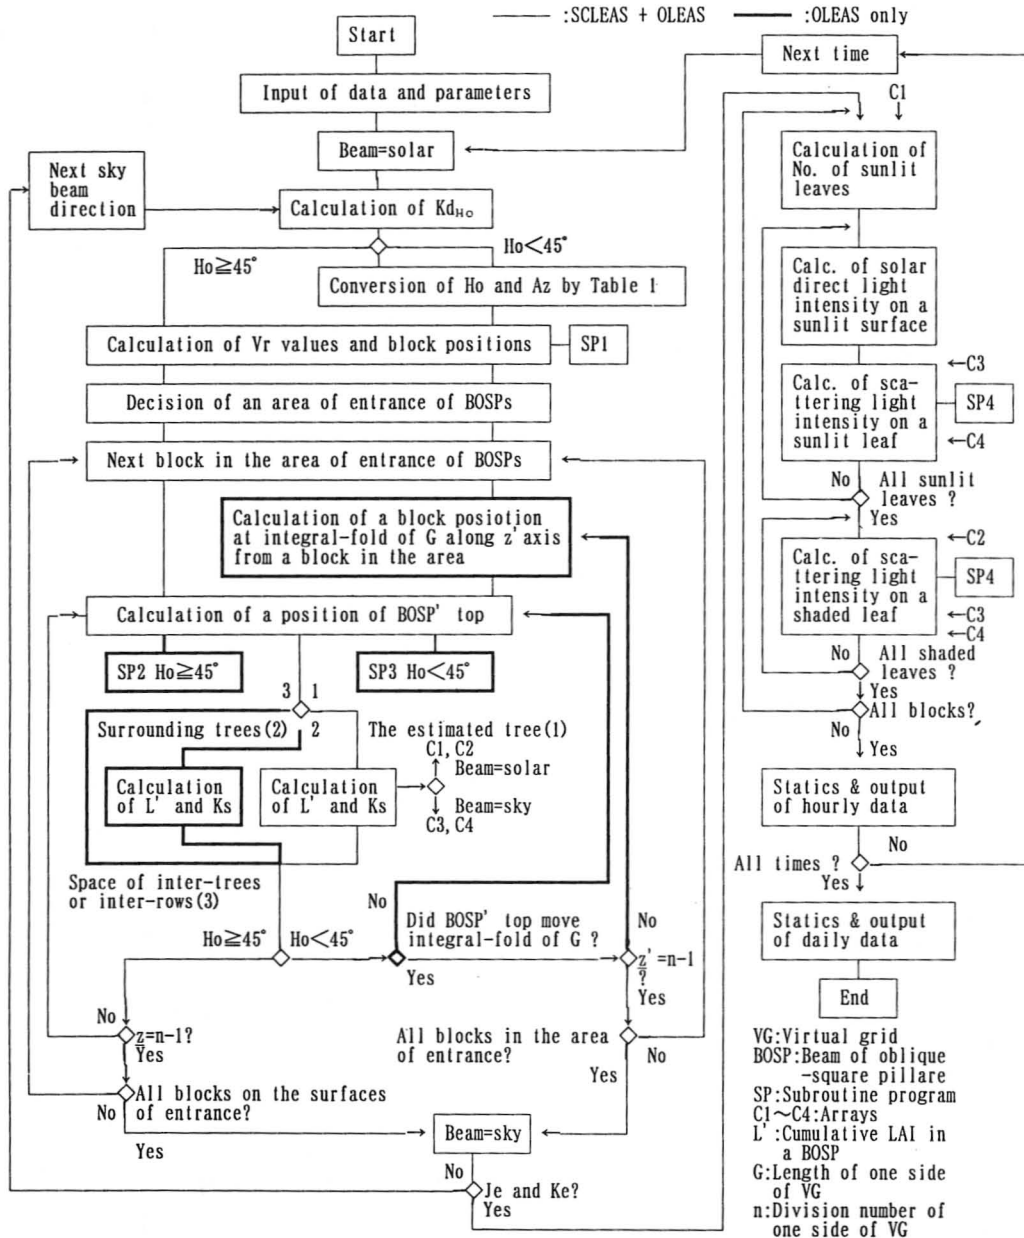 :SCLEAS + OLEAS
:OLEAS only
Start
Next time
Input of data and parameters
C1
Beam=solar
Next sky
beam
direction
Calculation of
No. of sunlit
leaves
Calculation of Kd_Ho
Ho≧45°
Ho<45°
Conversion of Ho and Az by Table 1
Calc. of solar
direct light
intensity on a
sunlit surface
Calculation of Vr values and block positions
SP1
Decision of an area of entrance of BOSPs
←C3
Calc. of sca-
ttering light
intensity on a
sunlit leaf
SP4
←C4
Next block in the area of entrance of BOSPs
No
All sunlit
leaves ?
Yes
Calculation of a block posiotion
at integral-fold of G along z'axis
from a block in the area
←C2
Calc. of sca-
ttering light
intensity on a
shaded leaf
SP4
←C3
←C4
Calculation of a position of BOSP' top
SP2 Ho≧45°
SP3 Ho<45°
No
All shaded
leaves ?
Yes
All blocks?
No
Yes
3
1
2
Surrounding trees(2)
The estimated tree(1)
C1, C2
Beam=solar
Calculation
of L' and Ks
Calculation
of L' and Ks
Beam=sky
C3, C4
Statics & output
of hourly data
No
All times ?
Yes
Space of inter-trees
or inter-rows(3)
No
Did BOSP' top move
integral-fold of G ?
Yes
No
Ho≧45°
Ho<45°
z'=n-1
?
Yes
Statics & output
of daily data
End
No
z=n-1?
Yes
All blocks in the area
of entrance?
No
Yes
All blocks on the surfaces
of entrance?
No
Yes
Beam=sky
No
Je and Ke?
Yes
VG:Virtual grid
BOSP:Beam of oblique
-square pillare
SP:Subroutine program
C1~C4:Arrays
L':Cumulative LAI in
a BOSP
G:Length of one side
of VG
n:Division number of
one side of VG